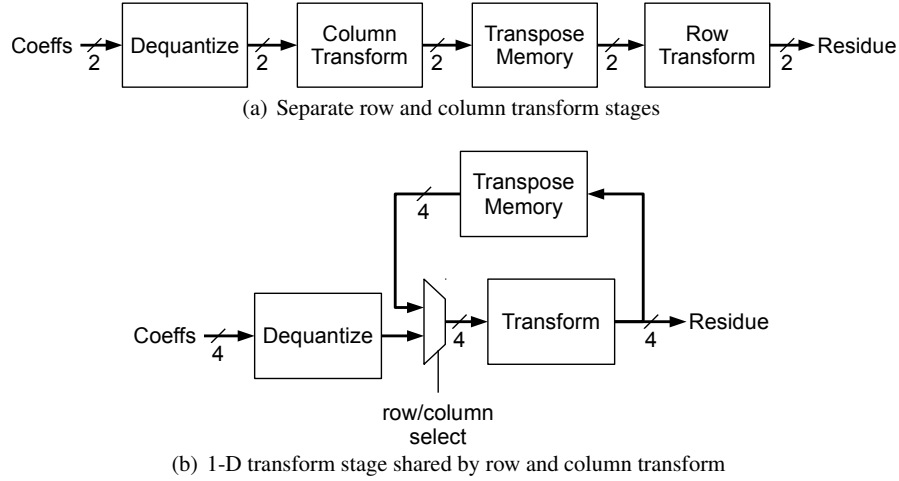 Coeffs
2
Dequantize
2
Column
Transform
2
Transpose
Memory
2
Row
Transform
2
Residue
(a) Separate row and column transform stages
Transpose
Memory
4
Coeffs
4
Dequantize
4
Transform
4
Residue
row/column
select
(b) 1-D transform stage shared by row and column transform